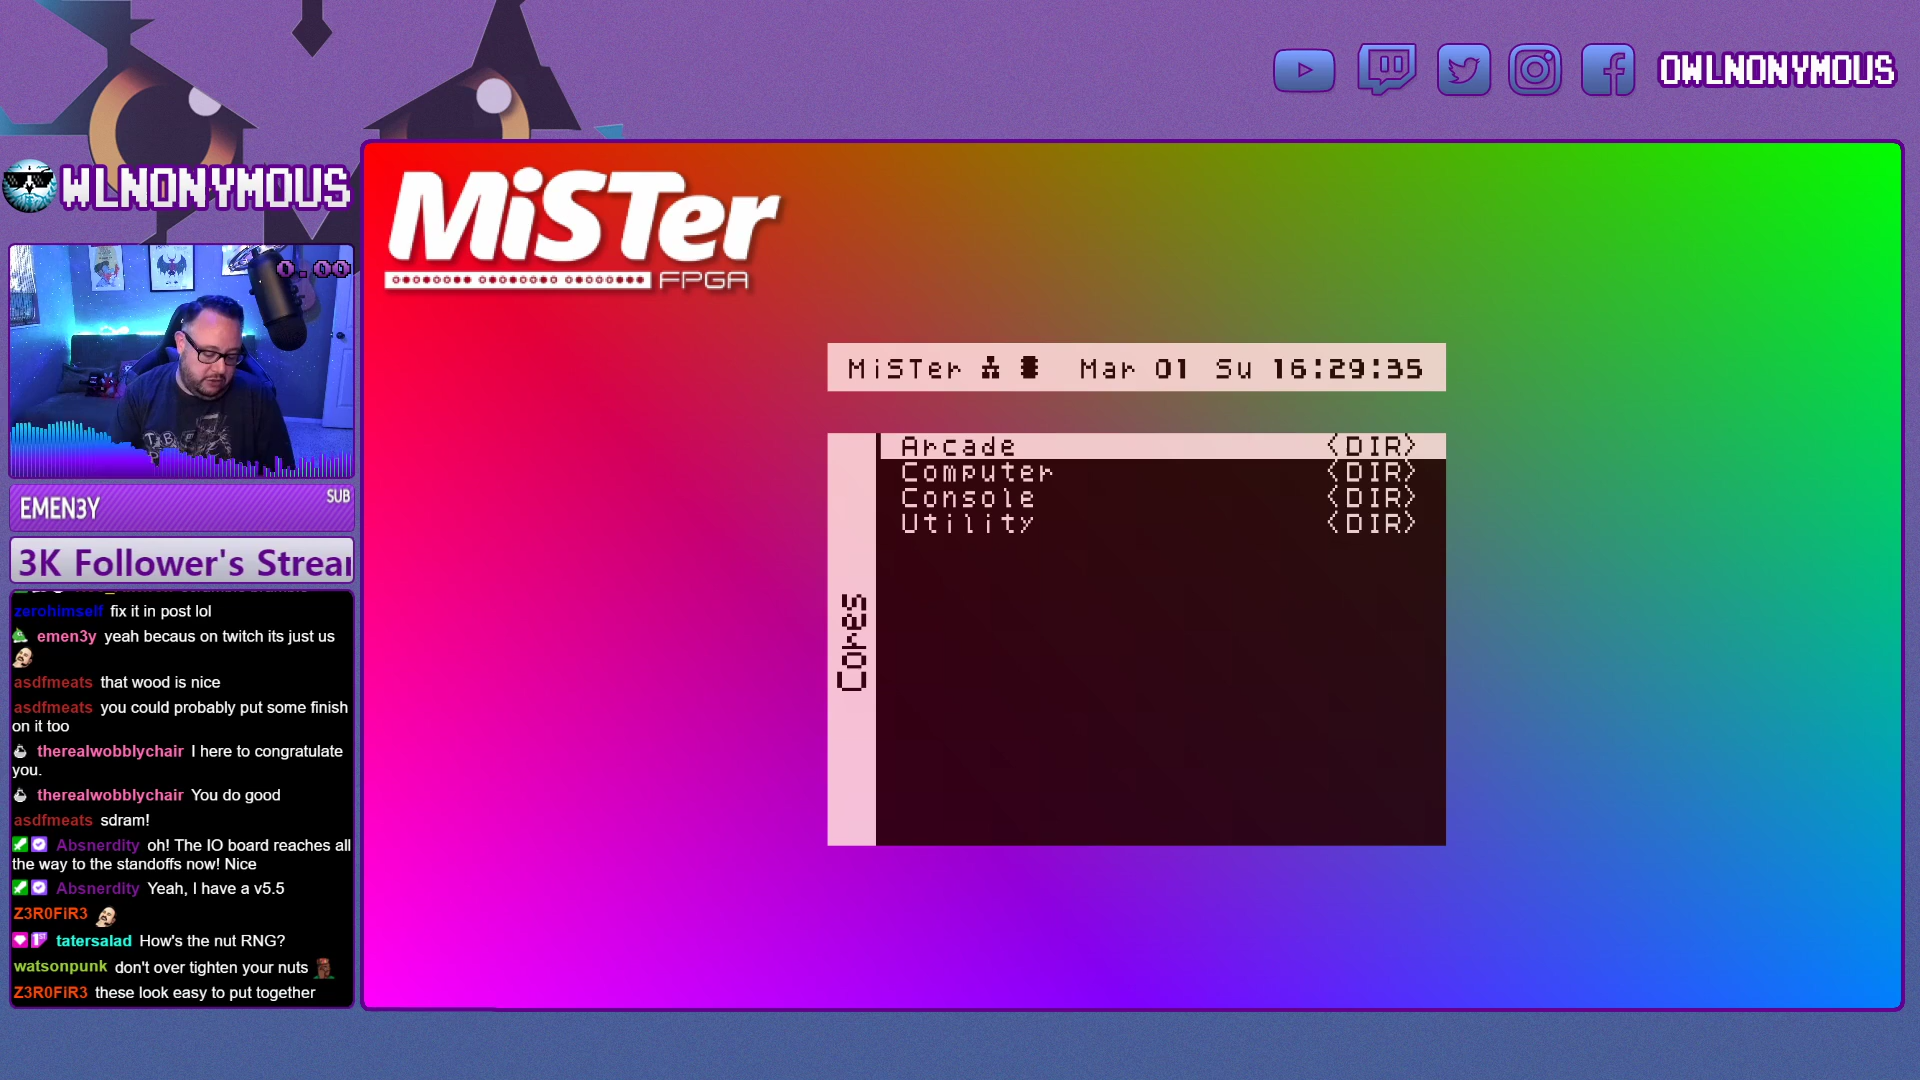 OWLNONYMOUS
WLNONYMOUS
MiSTer
FPGA
0.00
MiSTer Mar 01 Su 16:29:35
Arcade <DIR>
Computer <DIR>
Console <DIR>
Utility <DIR>
Cores
EMEN3Y SUB
3K Follower's Strea
zerohimself fix it in post lol
emen3y yeah becaus on twitch its just us
asdfmeats that wood is nice
asdfmeats you could probably put some finish
on it too
therealwobblychair I here to congratulate
you.
therealwobblychair You do good
asdfmeats sdram!
Absnerdity oh! The IO board reaches all
the way to the standoffs now! Nice
Absnerdity Yeah, I have a v5.5
Z3R0FiR3
tatersalad How's the nut RNG?
watsonpunk don't over tighten your nuts
Z3R0FiR3 these look easy to put together